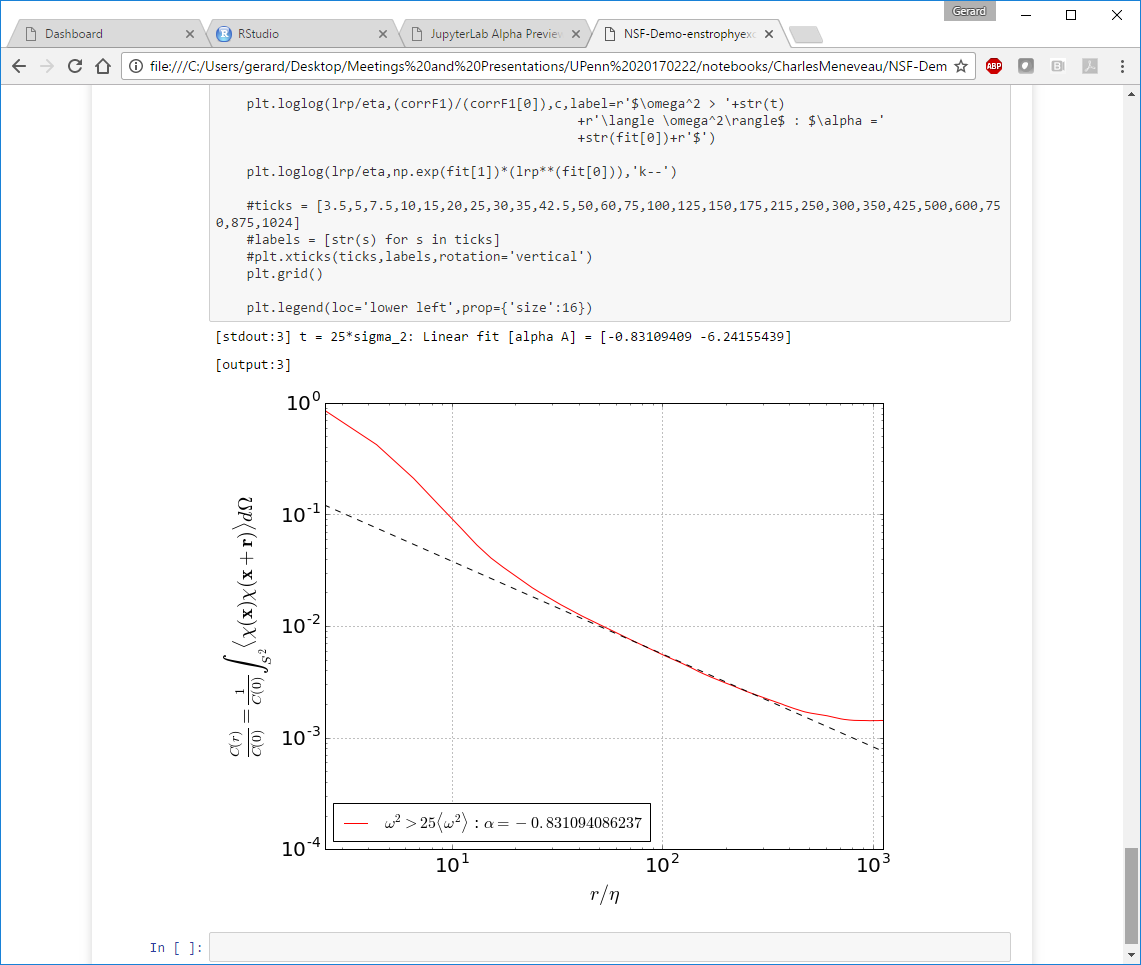 Gerard
Dashboard
RStudio
JupyterLab Alpha Preview
NSF-Demo-enstrophyexc
file:///C:/Users/gerard/Desktop/Meetings%20and%20Presentations/UPenn%2020170222/notebooks/CharlesMeneveau/NSF-Dem
ABP
plt.loglog(lrp/eta,(corrF1)/(corrF1[0]),c,label=r'$\omega^2 > '+str(t)
+r'\langle \omega^2\rangle$ : $\alpha ='
+str(fit[0])+r'$')
plt.loglog(lrp/eta,np.exp(fit[1])*(lrp**(fit[0])),'k--')
#ticks = [3.5,5,7.5,10,15,20,25,30,35,42.5,50,60,75,100,125,150,175,215,250,300,350,425,500,600,75
0,875,1024]
#labels = [str(s) for s in ticks]
#plt.xticks(ticks,labels,rotation='vertical')
plt.grid()
plt.legend(loc='lower left',prop={'size':16})
[stdout:3] t = 25*sigma_2: Linear fit [alpha A] = [-0.83109409 -6.24155439]
[output:3]
10^0
10^-1
10^-2
10^-3
10^-4
C(r)/C(0) = 1/C(0) ∫_{S^2} ⟨χ(x)χ(x+r)⟩dΩ
ω^2 > 25⟨ω^2⟩ : α = − 0.831094086237
10^1 10^2 10^3
r/η
In [ ]: